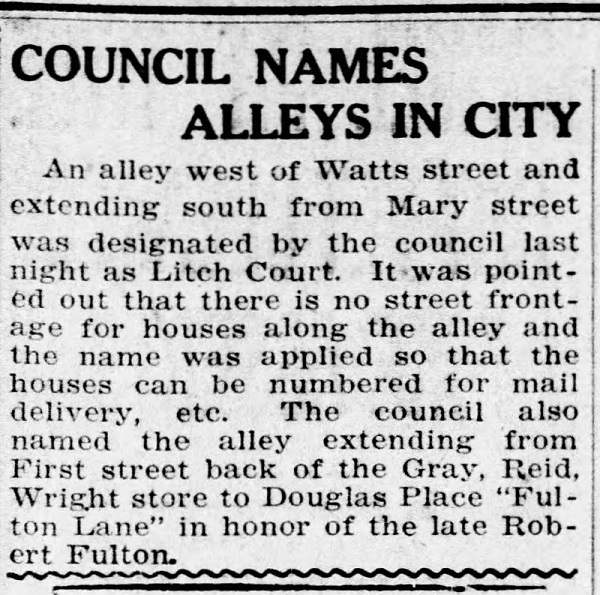 COUNCIL NAMES
ALLEYS IN CITY
An alley west of Watts street and
extending south from Mary street
was designated by the council last
night as Litch Court. It was point-
ed out that there is no street front-
age for houses along the alley and
the name was applied so that the
houses can be numbered for mail
delivery, etc. The council also
named the alley extending from
First street back of the Gray, Reid,
Wright store to Douglas Place "Ful-
ton Lane" in honor of the late Rob-
ert Fulton.